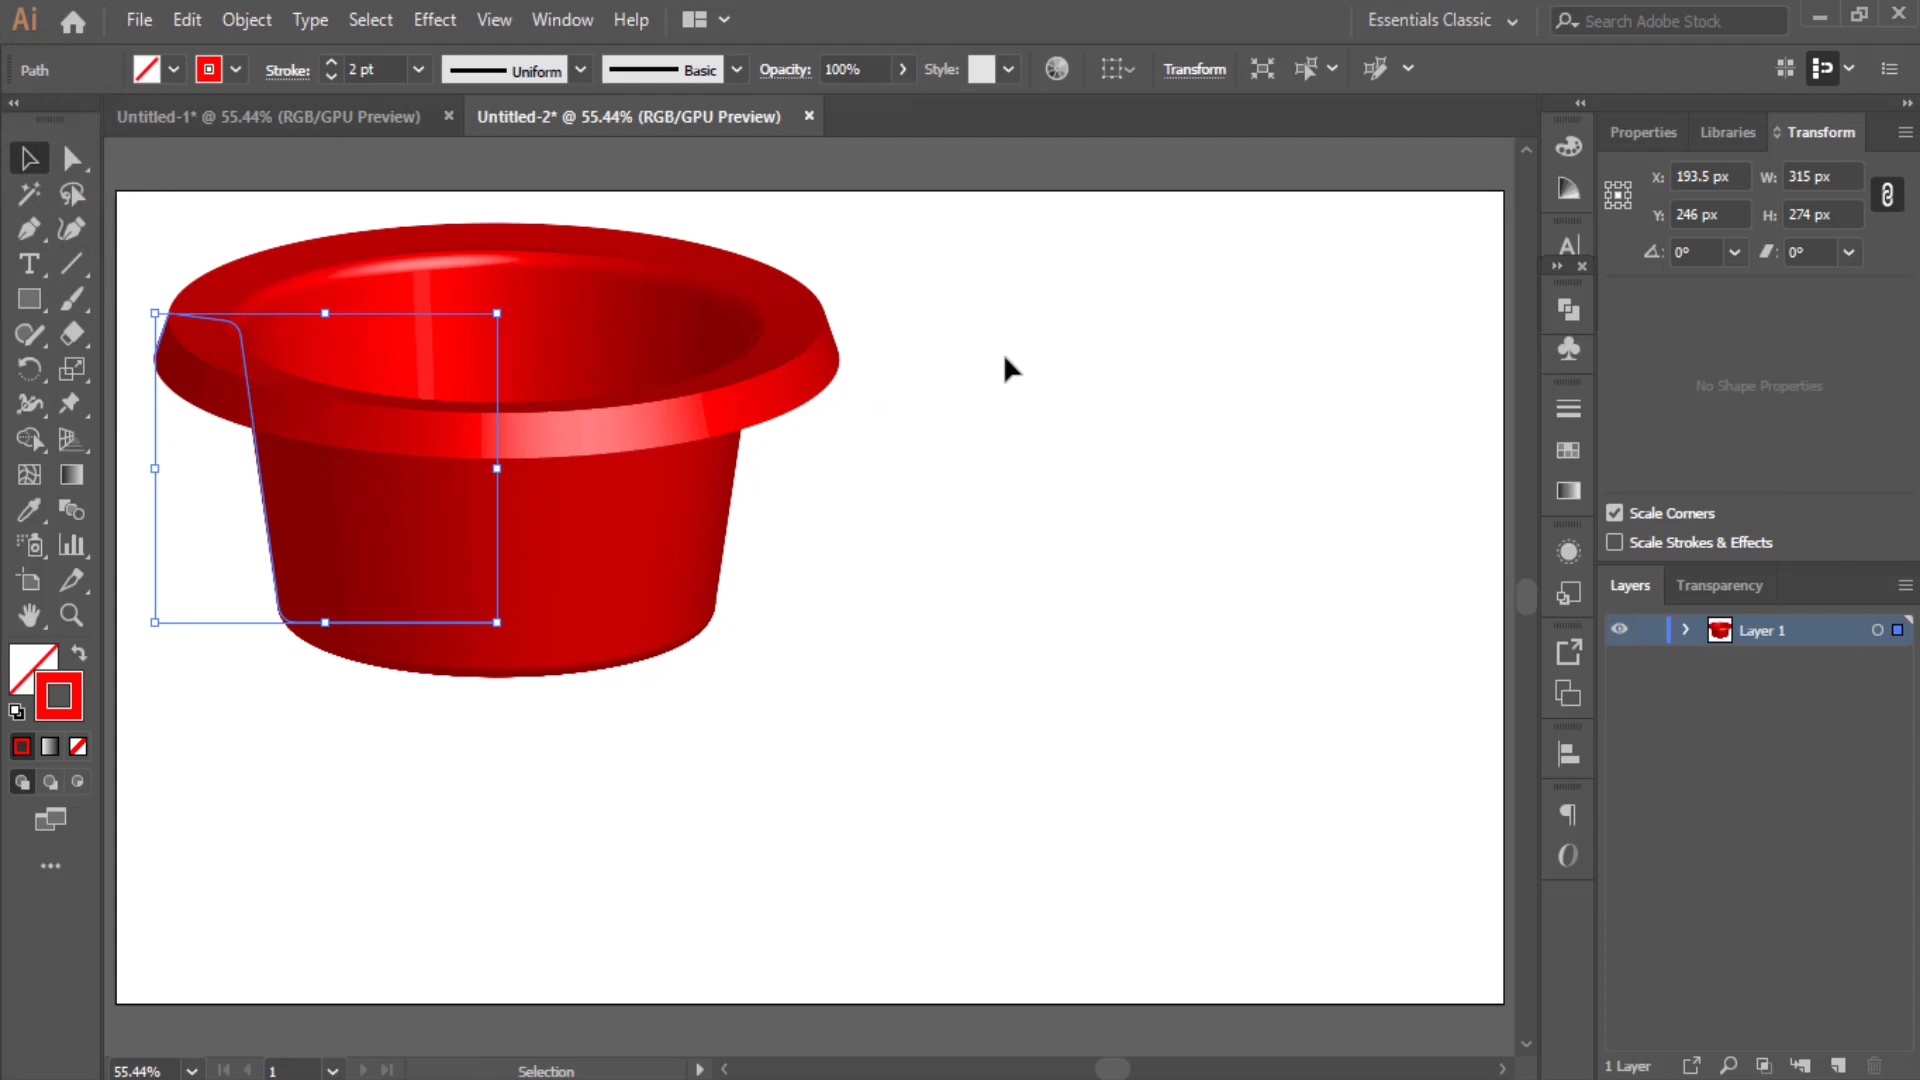 Ai File Edit Object Type Select Effect View Window Help Essentials Classic Search Adobe Stock
Path Stroke: 2 pt Uniform Basic Opacity: 100% Style: Transform
Untitled-1* @ 55.44% (RGB/GPU Preview) × Untitled-2* @ 55.44% (RGB/GPU Preview) ×
Properties Libraries Transform
X: 193.5 px W: 315 px
Y: 246 px H: 274 px
0° 0°
No Shape Properties
Scale Corners
Scale Strokes & Effects
Layers Transparency
Layer 1
1 Layer
55.44% 1 Selection